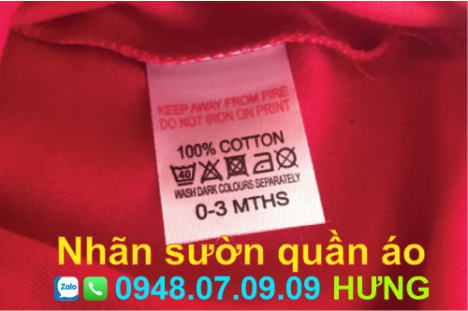 KEEP AWAY FROM FIRE
DO NOT IRON ON PRINT
100% COTTON
40
WASH DARK COLOURS SEPARATELY
0-3 MTHS
Nhãn sườn quần áo
Zalo 0948.07.09.09 HƯNG